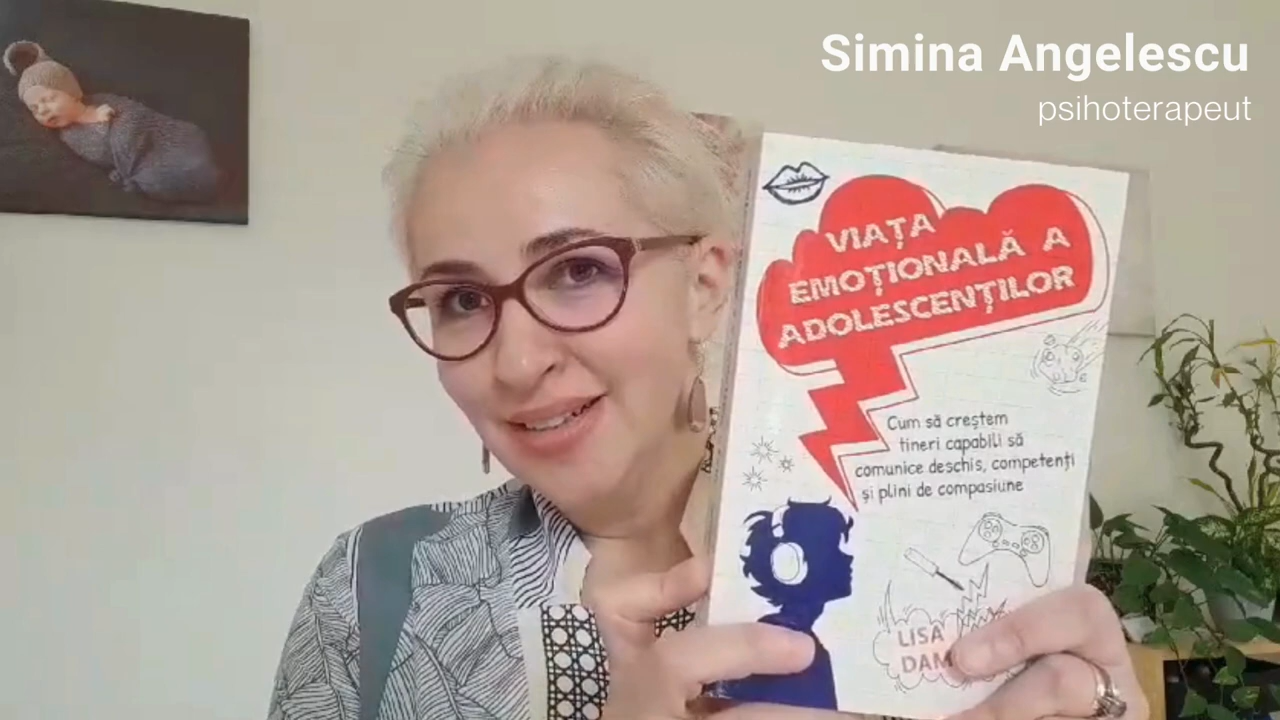 Simina Angelescu
psihoterapeut
VIAȚA
EMOȚIONALĂ A
ADOLESCENȚILOR
Cum să creștem
tineri capabili să
comunice deschis, competenți
și plini de compasiune
LISA